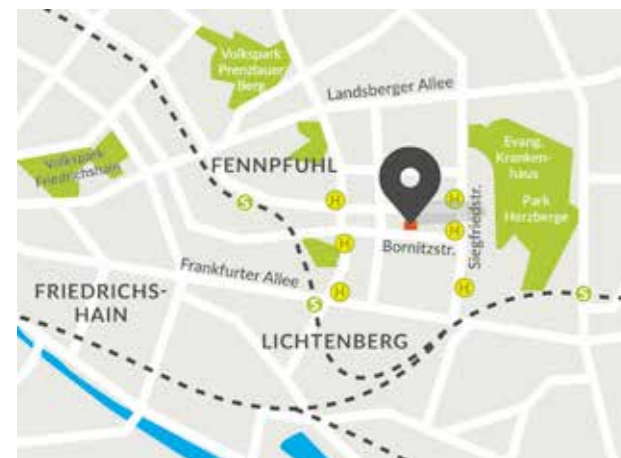 Volkspark
Prenzlauer
Berg
Landsberger Allee
Volkspark
Friedrichshain
FENNPFUHL
Evang.
Kranken-
haus
Park
Herzberge
H
H
S
H
H
Siegfriedstr.
Bornitzstr.
Frankfurter Allee
FRIEDRICHS-
HAIN
H
H
S
S
LICHTENBERG